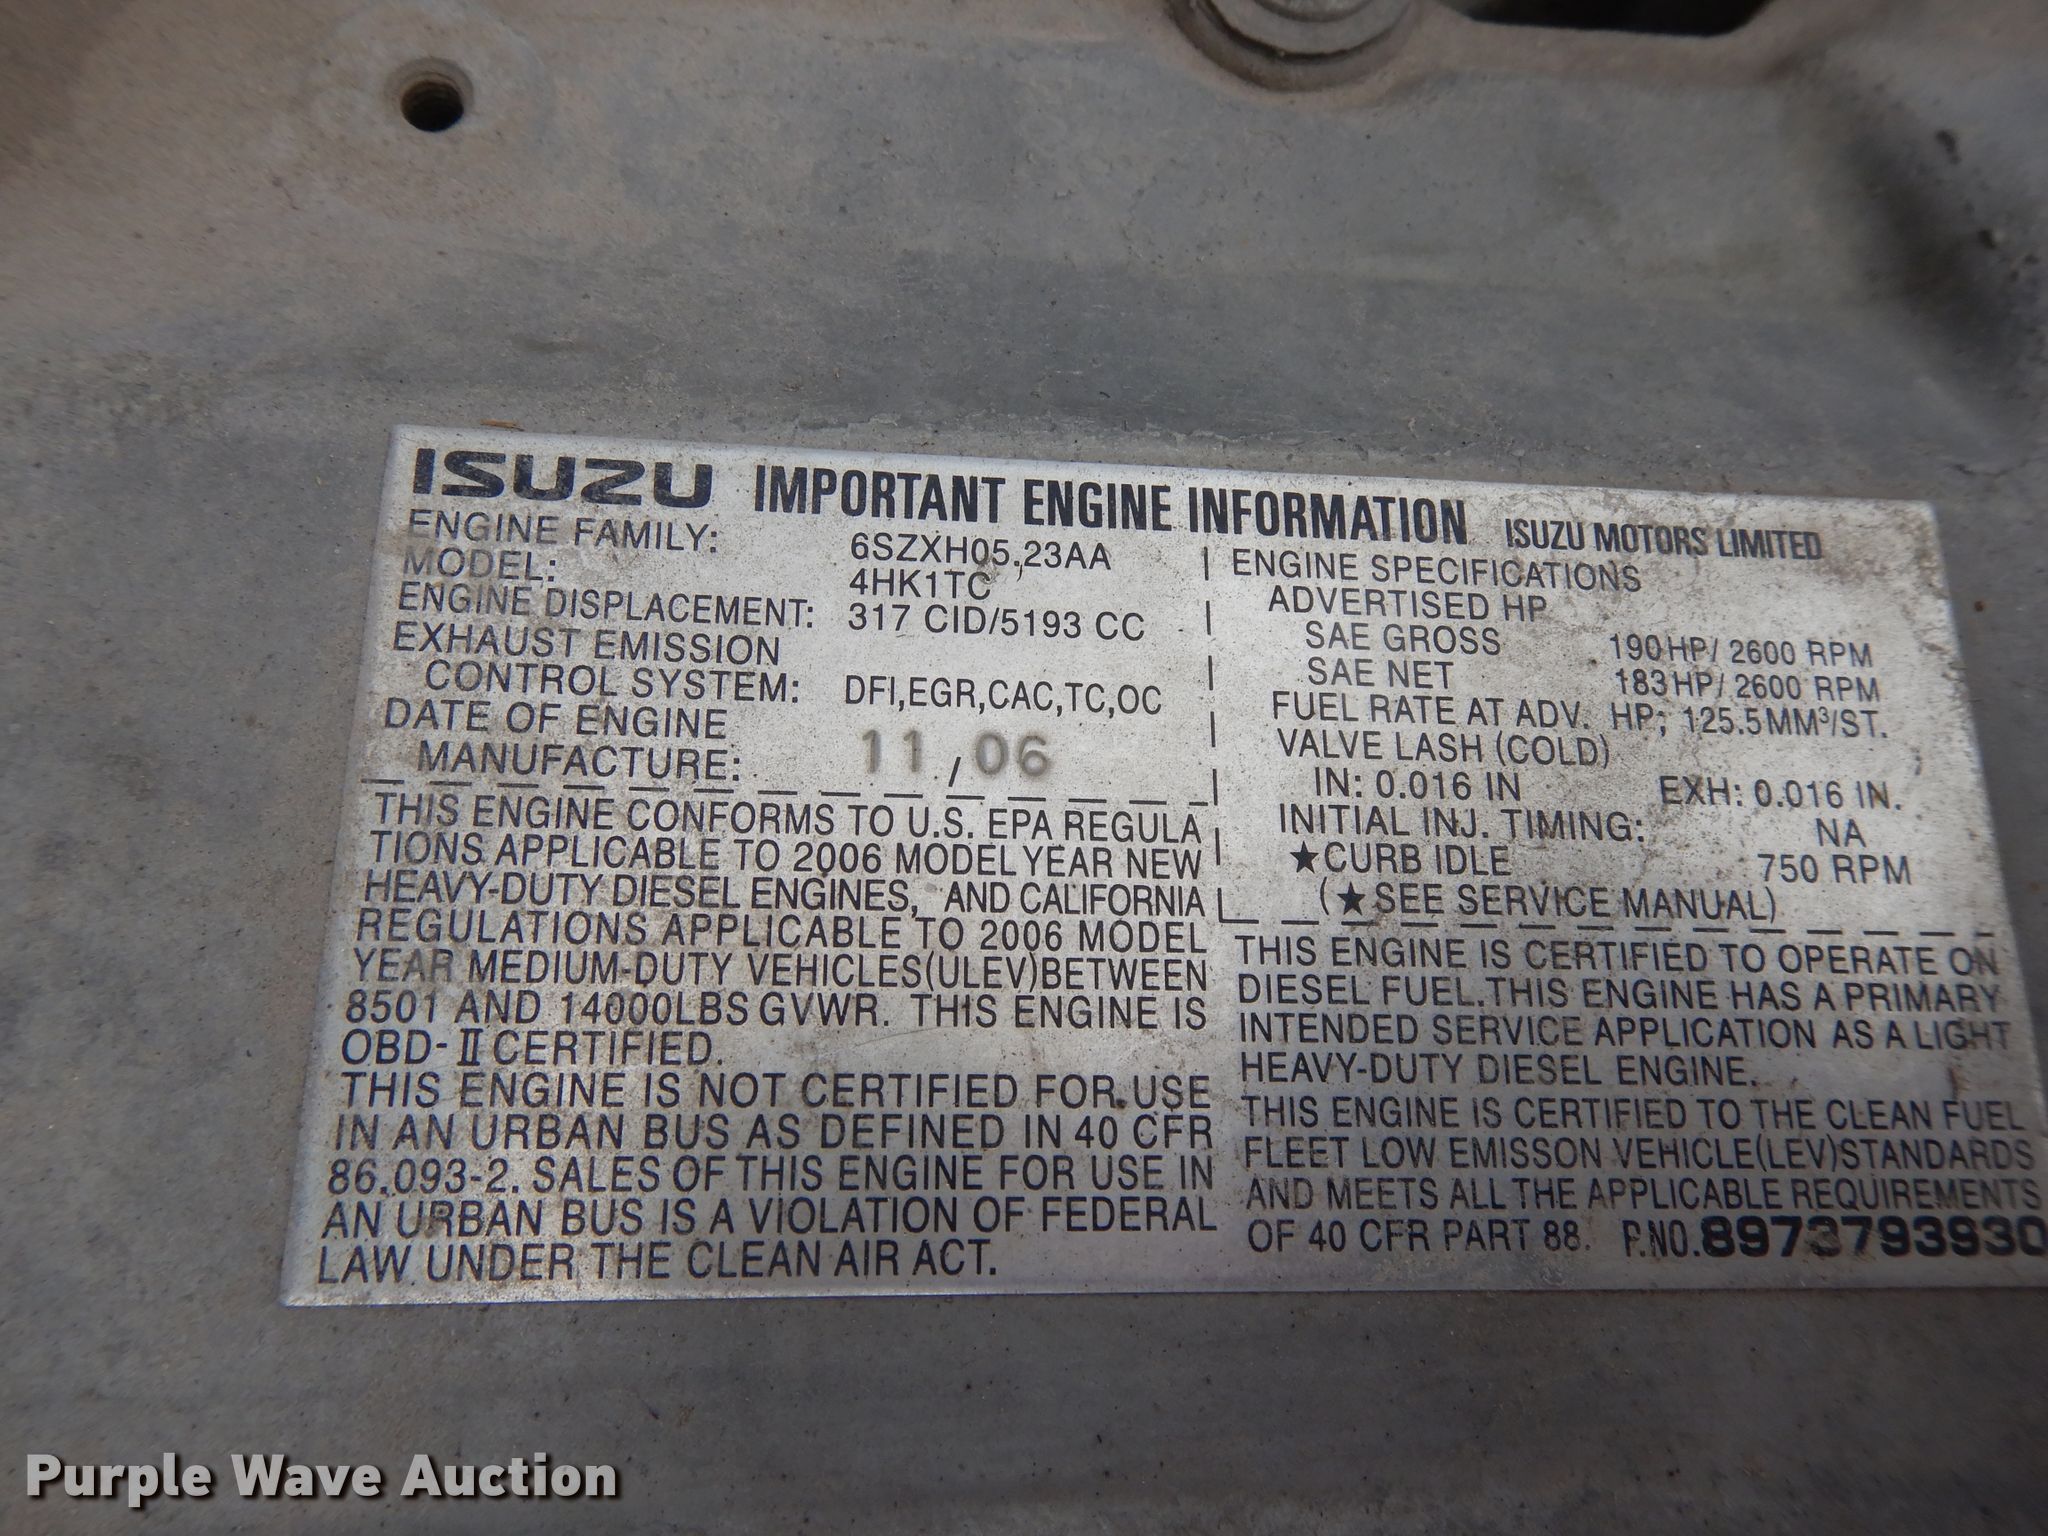 ISUZU IMPORTANT ENGINE INFORMATION ISUZU MOTORS LIMITED
ENGINE FAMILY: 6SZXH05.23AA
MODEL: 4HK1TC
ENGINE DISPLACEMENT: 317 CID/5193 CC
EXHAUST EMISSION
CONTROL SYSTEM: DFI,EGR,CAC,TC,OC
DATE OF ENGINE
MANUFACTURE: 11 / 06
THIS ENGINE CONFORMS TO U.S. EPA REGULA
TIONS APPLICABLE TO 2006 MODEL YEAR NEW
HEAVY-DUTY DIESEL ENGINES, AND CALIFORNIA
REGULATIONS APPLICABLE TO 2006 MODEL
YEAR MEDIUM-DUTY VEHICLES(ULEV)BETWEEN
8501 AND 14000LBS GVWR. THIS ENGINE IS
OBD-II CERTIFIED.
THIS ENGINE IS NOT CERTIFIED FOR USE
IN AN URBAN BUS AS DEFINED IN 40 CFR
86.093-2. SALES OF THIS ENGINE FOR USE IN
AN URBAN BUS IS A VIOLATION OF FEDERAL
LAW UNDER THE CLEAN AIR ACT.
ENGINE SPECIFICATIONS
ADVERTISED HP
SAE GROSS 190HP/ 2600 RPM
SAE NET 183HP/ 2600 RPM
FUEL RATE AT ADV. HP; 125.5MM³/ST.
VALVE LASH (COLD)
IN: 0.016 IN EXH: 0.016 IN.
INITIAL INJ. TIMING: NA
★CURB IDLE 750 RPM
(★SEE SERVICE MANUAL)
THIS ENGINE IS CERTIFIED TO OPERATE ON
DIESEL FUEL. THIS ENGINE HAS A PRIMARY
INTENDED SERVICE APPLICATION AS A LIGHT
HEAVY-DUTY DIESEL ENGINE.
THIS ENGINE IS CERTIFIED TO THE CLEAN FUEL
FLEET LOW EMISSON VEHICLE(LEV)STANDARDS
AND MEETS ALL THE APPLICABLE REQUIREMENTS
OF 40 CFR PART 88. P.NO.8973793930
Purple Wave Auction